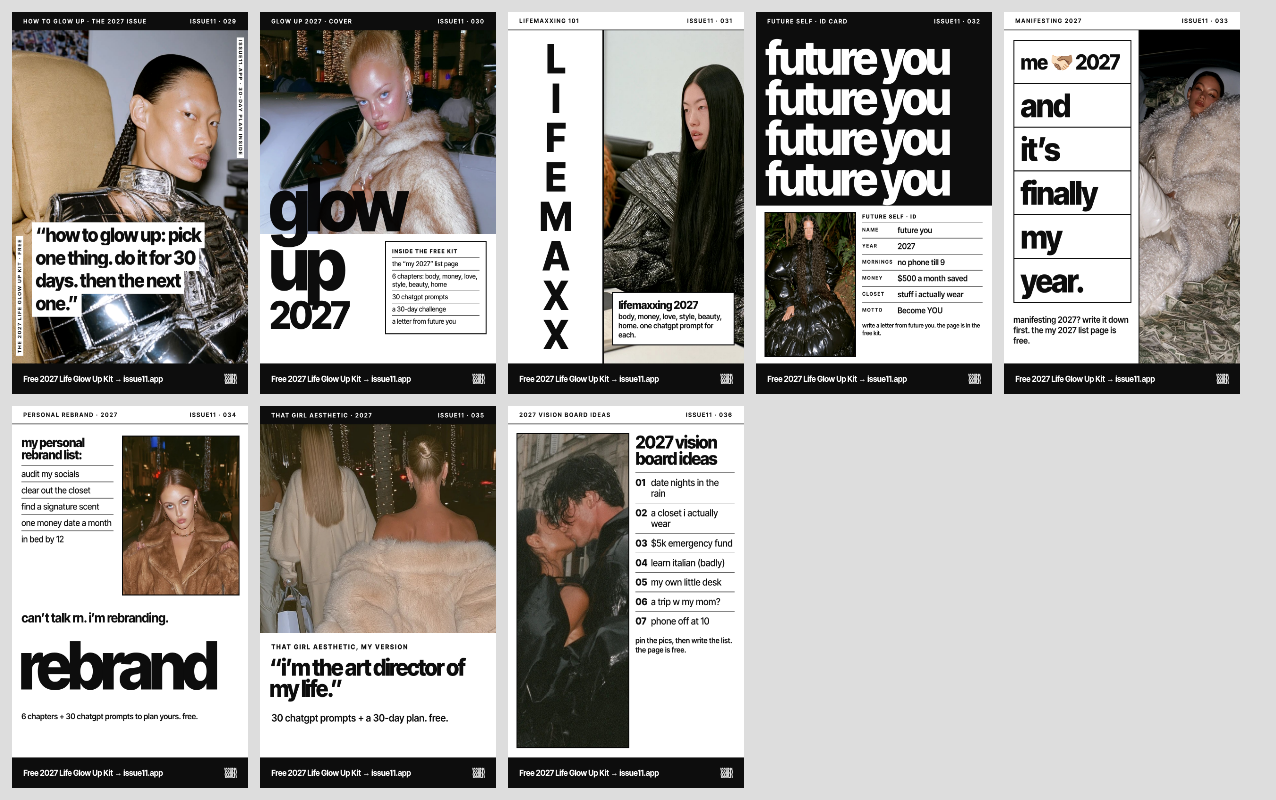 HOW TO GLOW UP · THE 2027 ISSUE
ISSUE11 · 029
ISSUE11.APP · 30-DAY PLAN INSIDE
“how to glow up: pick
one thing. do it for 30
days. then the next
one.”
THE 2027 LIFE GLOW UP KIT · FREE
Free 2027 Life Glow Up Kit → issue11.app
GLOW UP 2027 · COVER
ISSUE11 · 030
glow
up
2027
INSIDE THE FREE KIT
the “my 2027” list page
6 chapters: body, money, love,
style, beauty, home
30 chatgpt prompts
a 30-day challenge
a letter from future you
Free 2027 Life Glow Up Kit → issue11.app
LIFEMAXXING 101
ISSUE11 · 031
L
I
F
E
M
A
X
X
lifemaxxing 2027
body, money, love, style, beauty,
home. one chatgpt prompt for
each.
Free 2027 Life Glow Up Kit → issue11.app
FUTURE SELF · ID CARD
ISSUE11 · 032
future you
future you
future you
future you
FUTURE SELF · ID
NAME future you
YEAR 2027
MORNINGS no phone till 9
MONEY $500 a month saved
CLOSET stuff i actually wear
MOTTO Become YOU
write a letter from future you. the page is in the
free kit.
Free 2027 Life Glow Up Kit → issue11.app
MANIFESTING 2027
ISSUE11 · 033
me 🤝 2027
and
it’s
finally
my
year.
manifesting 2027? write it down
first. the my 2027 list page is
free.
Free 2027 Life Glow Up Kit → issue11.app
PERSONAL REBRAND · 2027
ISSUE11 · 034
my personal
rebrand list:
audit my socials
clear out the closet
find a signature scent
one money date a month
in bed by 12
can’t talk rn. i’m rebranding.
rebrand
6 chapters + 30 chatgpt prompts to plan yours. free.
Free 2027 Life Glow Up Kit → issue11.app
THAT GIRL AESTHETIC · 2027
ISSUE11 · 035
THAT GIRL AESTHETIC, MY VERSION
“i’m the art director of
my life.”
30 chatgpt prompts + a 30-day plan. free.
Free 2027 Life Glow Up Kit → issue11.app
2027 VISION BOARD IDEAS
ISSUE11 · 036
2027 vision
board ideas
01 date nights in the
rain
02 a closet i actually
wear
03 $5k emergency fund
04 learn italian (badly)
05 my own little desk
06 a trip w my mom?
07 phone off at 10
pin the pics, then write the list.
the page is free.
Free 2027 Life Glow Up Kit → issue11.app